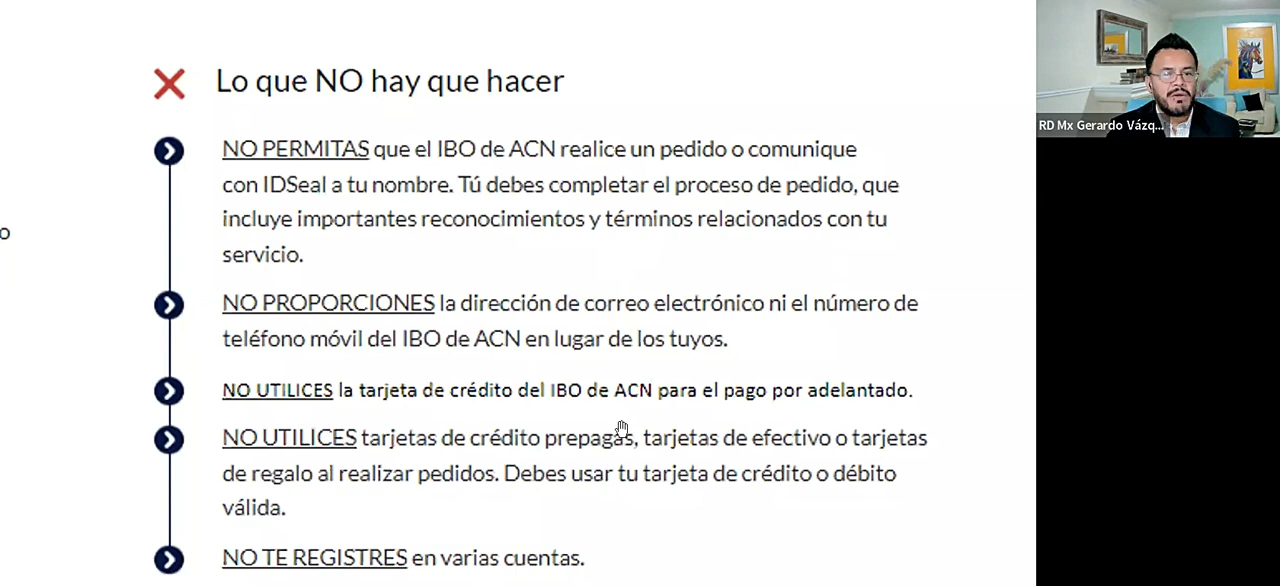 Lo que NO hay que hacer
NO PERMITAS que el IBO de ACN realice un pedido o comunique
con IDSeal a tu nombre. Tú debes completar el proceso de pedido, que
incluye importantes reconocimientos y términos relacionados con tu
servicio.
o
NO PROPORCIONES la dirección de correo electrónico ni el número de
teléfono móvil del IBO de ACN en lugar de los tuyos.
NO UTILICES la tarjeta de crédito del IBO de ACN para el pago por adelantado.
NO UTILICES tarjetas de crédito prepagas, tarjetas de efectivo o tarjetas
de regalo al realizar pedidos. Debes usar tu tarjeta de crédito o débito
válida.
NO TE REGISTRES en varias cuentas.
RD Mx Gerardo Vázq...